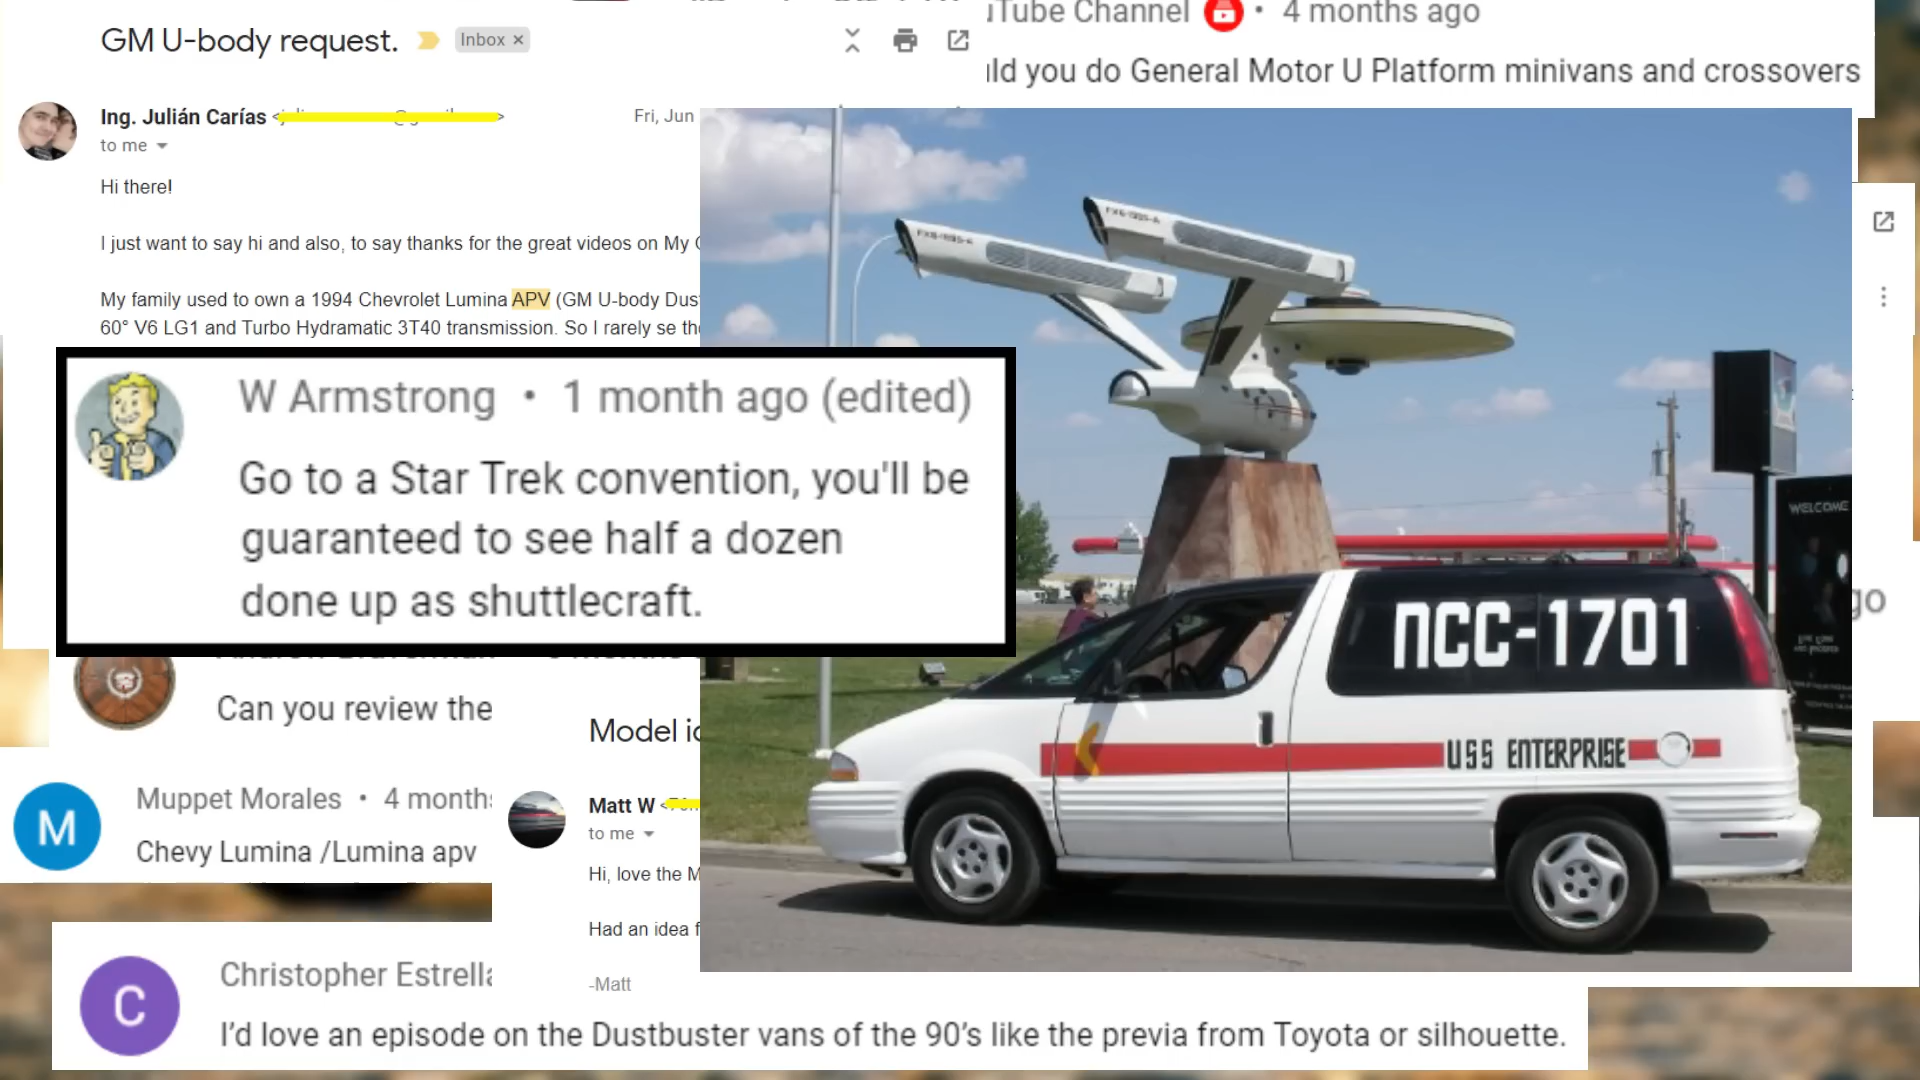 GM U-body request.
Inbox ×
Ing. Julián Carías
Fri, Jun
to me
Hi there!
I just want to say hi and also, to say thanks for the great videos on My
My family used to own a 1994 Chevrolet Lumina APV (GM U-body
60° V6 LG1 and Turbo Hydramatic 3T40 transmission. So I rarely se
Channel • 4 months ago
you do General Motor U Platform minivans and crossovers
W Armstrong • 1 month ago (edited)
Go to a Star Trek convention, you'll be
guaranteed to see half a dozen
done up as shuttlecraft.
FXB-1995-A
FXB-1995-A
WELCOME
NCC-1701
USS ENTERPRISE
Can you review the
Muppet Morales • 4
M
Chevy Lumina /Lumina apv
Model
Matt W
to me
Hi, love the
Had an idea
-Matt
Christopher
C
I'd love an episode on the Dustbuster vans of the 90's like the previa from Toyota or silhouette.